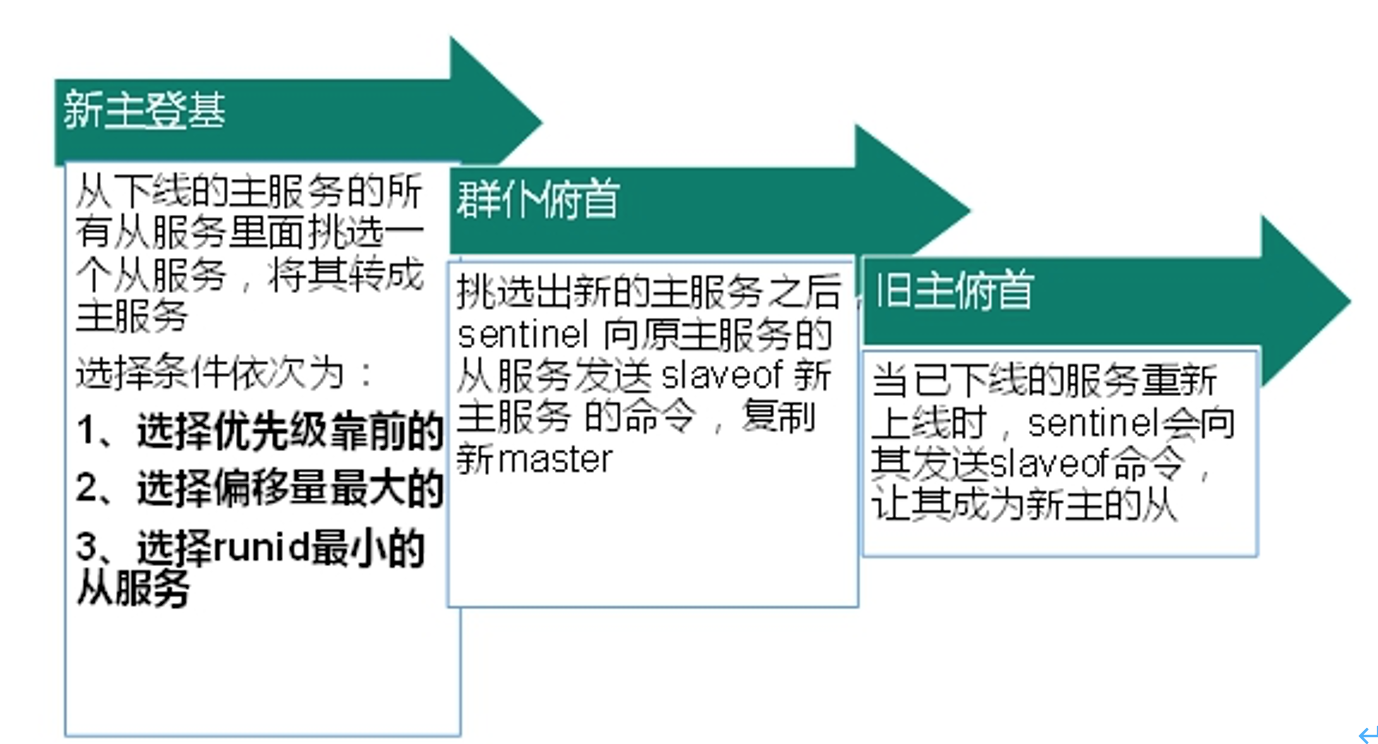 新主登基
从下线的主服务的所
有从服务里面挑选一
个从服务，将其转成
主服务
选择条件依次为：
1、选择优先级靠前的
2、选择偏移量最大的
3、选择runid最小的
从服务
群仆俯首
挑选出新的主服务之后，
sentinel 向原主服务的
从服务发送 slaveof 新
主服务 的命令，复制
新master
旧主俯首
当已下线的服务重新
上线时，sentinel会向
其发送slaveof命令，
让其成为新主的从